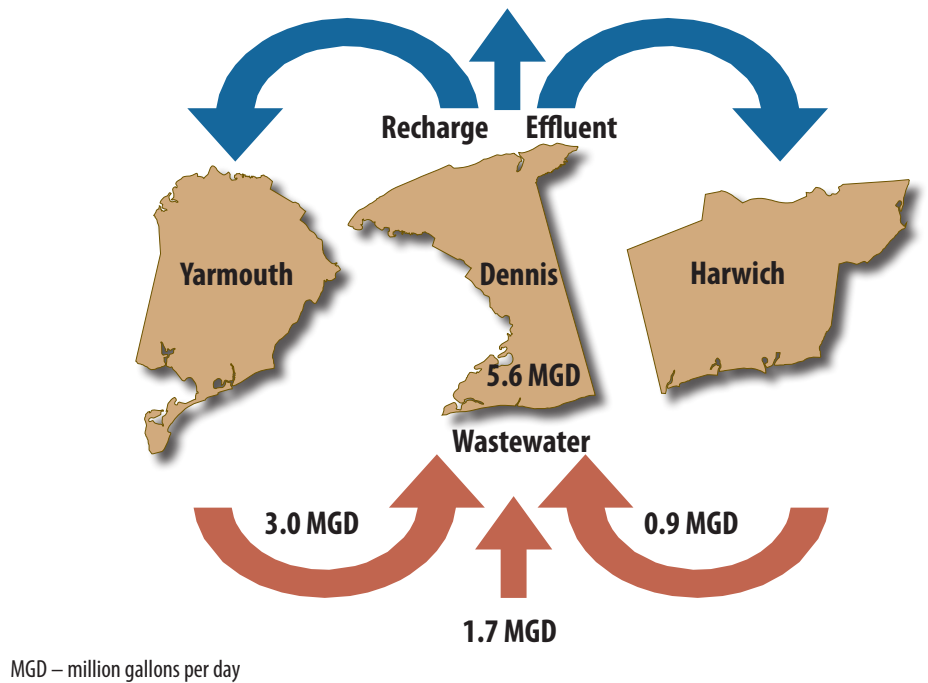 Recharge Effluent
Yarmouth
Dennis
Harwich
5.6 MGD
Wastewater
3.0 MGD
0.9 MGD
1.7 MGD
MGD – million gallons per day